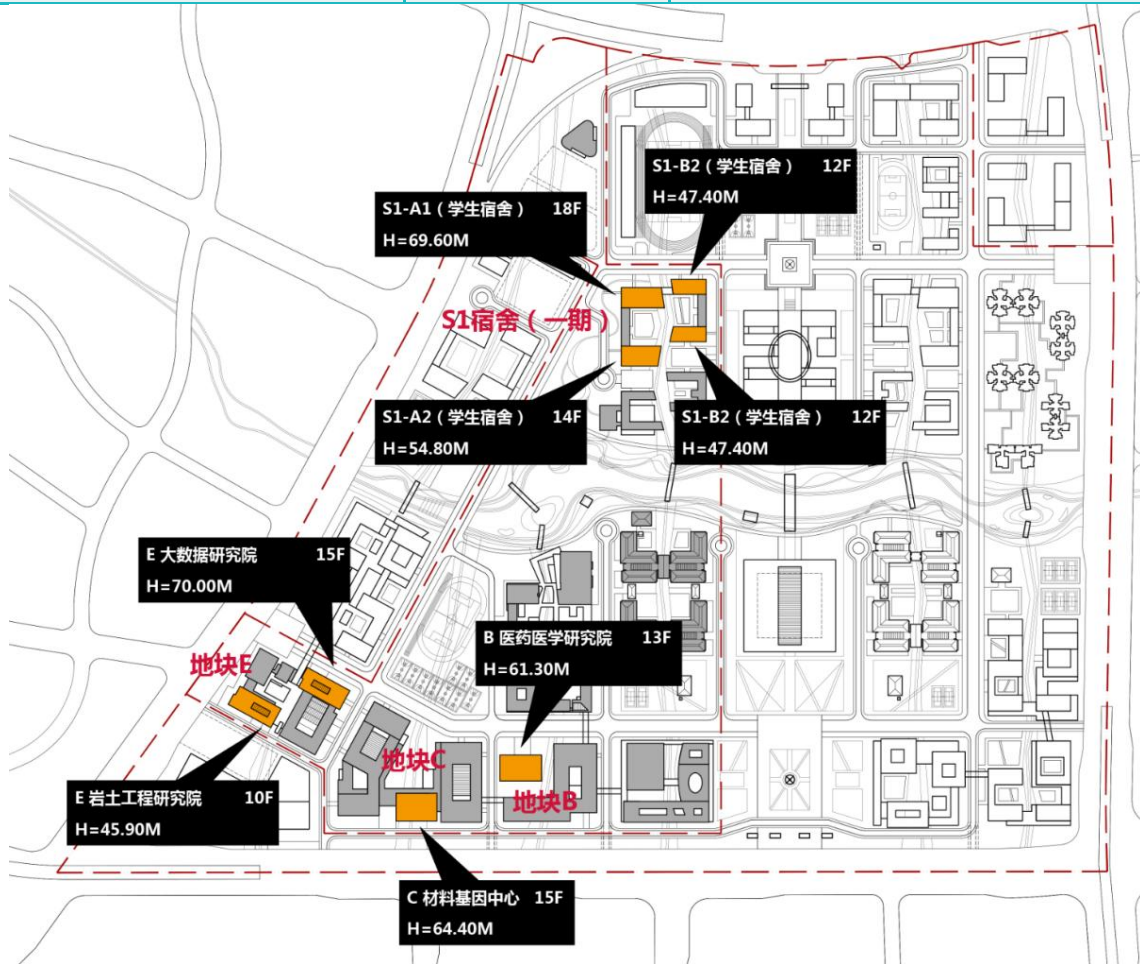 S1-B2（学生宿舍） 12F
H=47.40M
S1-A1（学生宿舍） 18F
H=69.60M
S1宿舍（一期）
S1-A2（学生宿舍） 14F
H=54.80M
S1-B2（学生宿舍） 12F
H=47.40M
E 大数据研究院 15F
H=70.00M
B 医药医学研究院 13F
H=61.30M
地块E
地块C
地块B
E 岩土工程研究院 10F
H=45.90M
C 材料基因中心 15F
H=64.40M